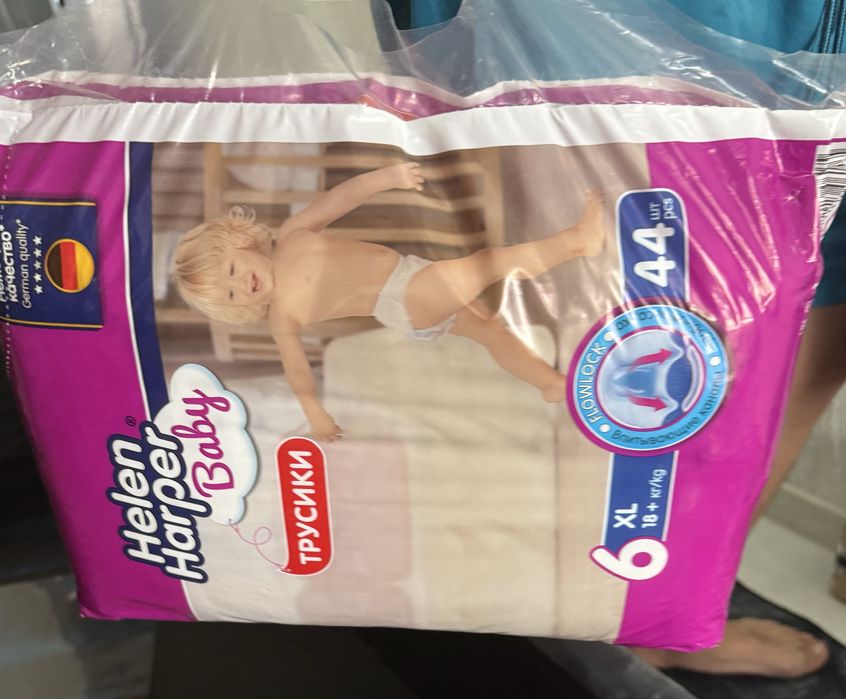 качество*
German quality*
Helen
Harper®
Baby
ТРУСИКИ
44 шт
pcs
FLOWLOCK
Впитывающие каналы
6 XL
18+ кг/kg